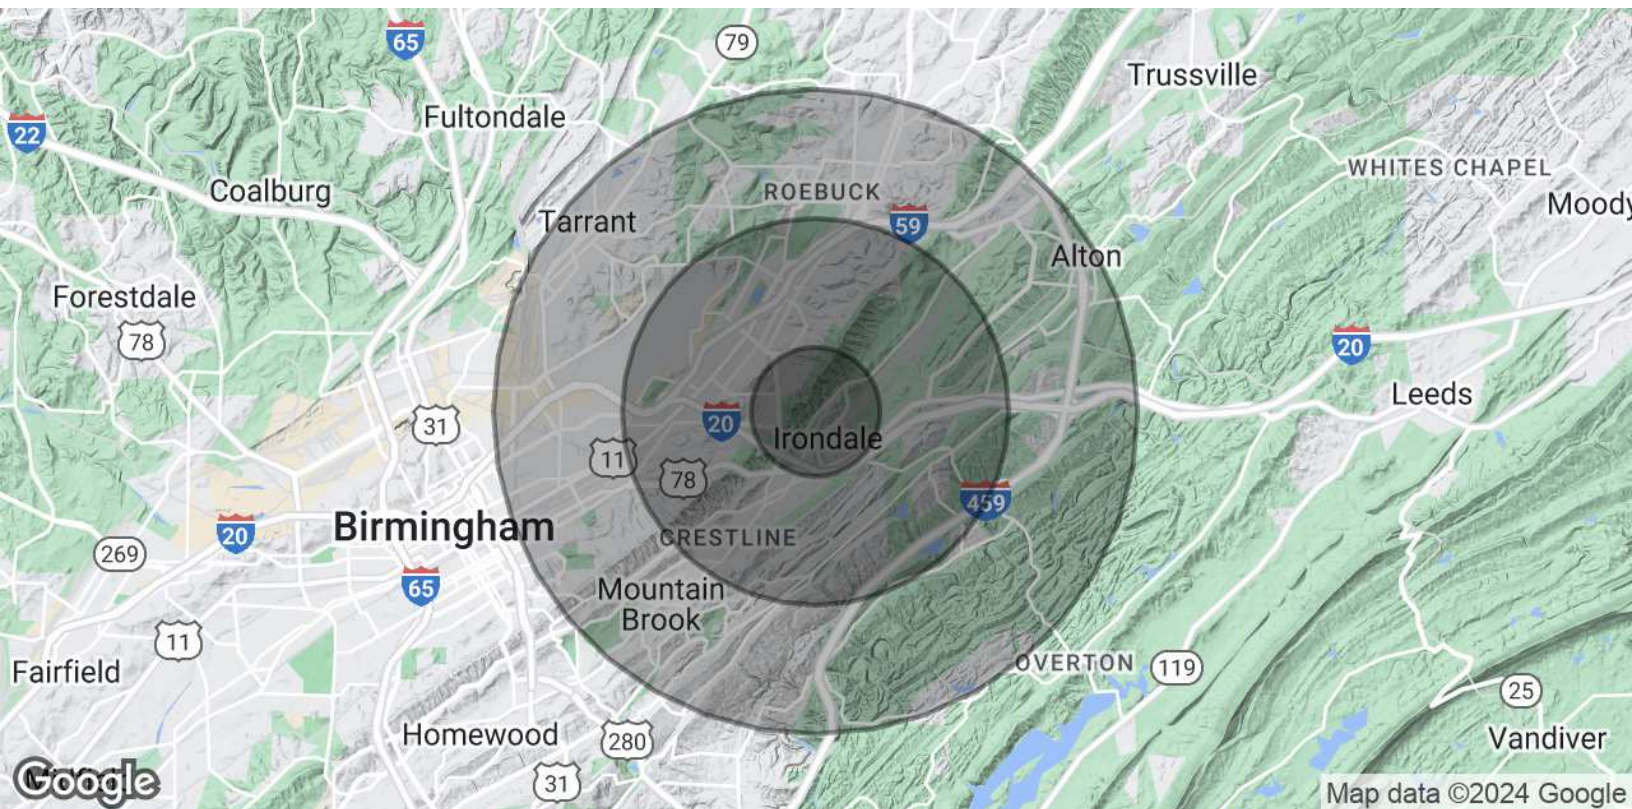 65
79
Trussville
Fultondale
22
WHITES CHAPEL
Coalburg
ROEBUCK
Moody
Tarrant
59
Alton
Forestdale
78
20
Leeds
31
20
Irondale
11
78
459
Birmingham
20
CRESTLINE
269
65
Mountain
Brook
11
Fairfield
OVERTON
119
25
Homewood
280
Vandiver
31
Google
Map data ©2024 Google